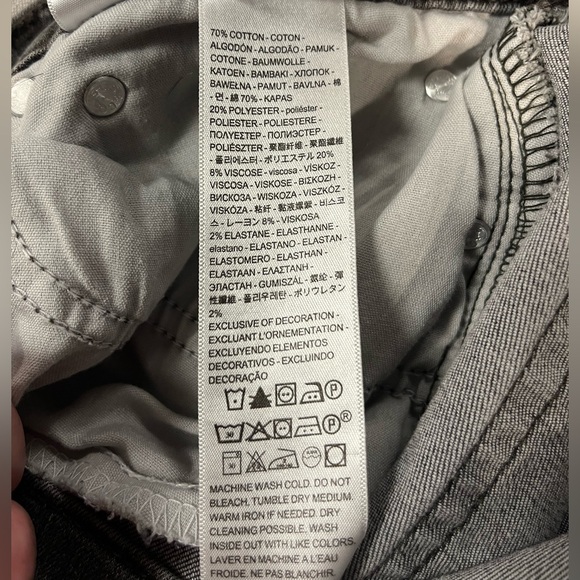 70% COTTON - COTON -
ALGODÓN - ALGODÃO - PAMUK -
COTONE - BAUMWOLLE -
KATOEN - BAMBAKI - ХЛОПОК -
BAWEŁNA - PAMUT - BAVLNA - 棉
- 면 - 綿 70% - KAPAS
20% POLYESTER - poliéster -
POLIESTER - POLIESTERE -
ПОЛУЕΣТЕР - ПОЛИЭСТЕР -
POLIÉSZTER - 聚酯纤维 - 聚酯纖維
- 폴리에스터 - ポリエステル 20%
8% VISCOSE - viscosa - VÍSKOZ -
VISCOSA - VISKOSE - ΒΙΣΚΟΖΗ -
ВИСКОЗА - WISKOZA - VISZKÓZ -
VISKÓZA - 粘纤 - 黏液嫘縈 - 비스코
스 - レーヨン 8% - VISKOSA
2% ELASTANE - ELASTHANNE -
elastano - ELASTANO - ELASTAN -
ELASTOMERO - ELASTHAN -
ELASTAAN - ΕΛΑΣΤΑΝΗ -
ЭЛАСТАН - GUMISZÁL - 氨纶 - 彈
性纖維 - 폴리우레탄 - ポリウレタン
2%
EXCLUSIVE OF DECORATION -
EXCLUANT L'ORNEMENTATION -
EXCLUYENDO ELEMENTOS
DECORATIVOS - EXCLUINDO
DECORAÇÃO
P
30 P®
30
MACHINE WASH COLD. DO NOT
BLEACH. TUMBLE DRY MEDIUM.
WARM IRON IF NEEDED. DRY
CLEANING POSSIBLE. WASH
INSIDE OUT WITH LIKE COLORS.
LAVER EN MACHINE A L'EAU
FROIDE. NE PAS BLANCHIR.